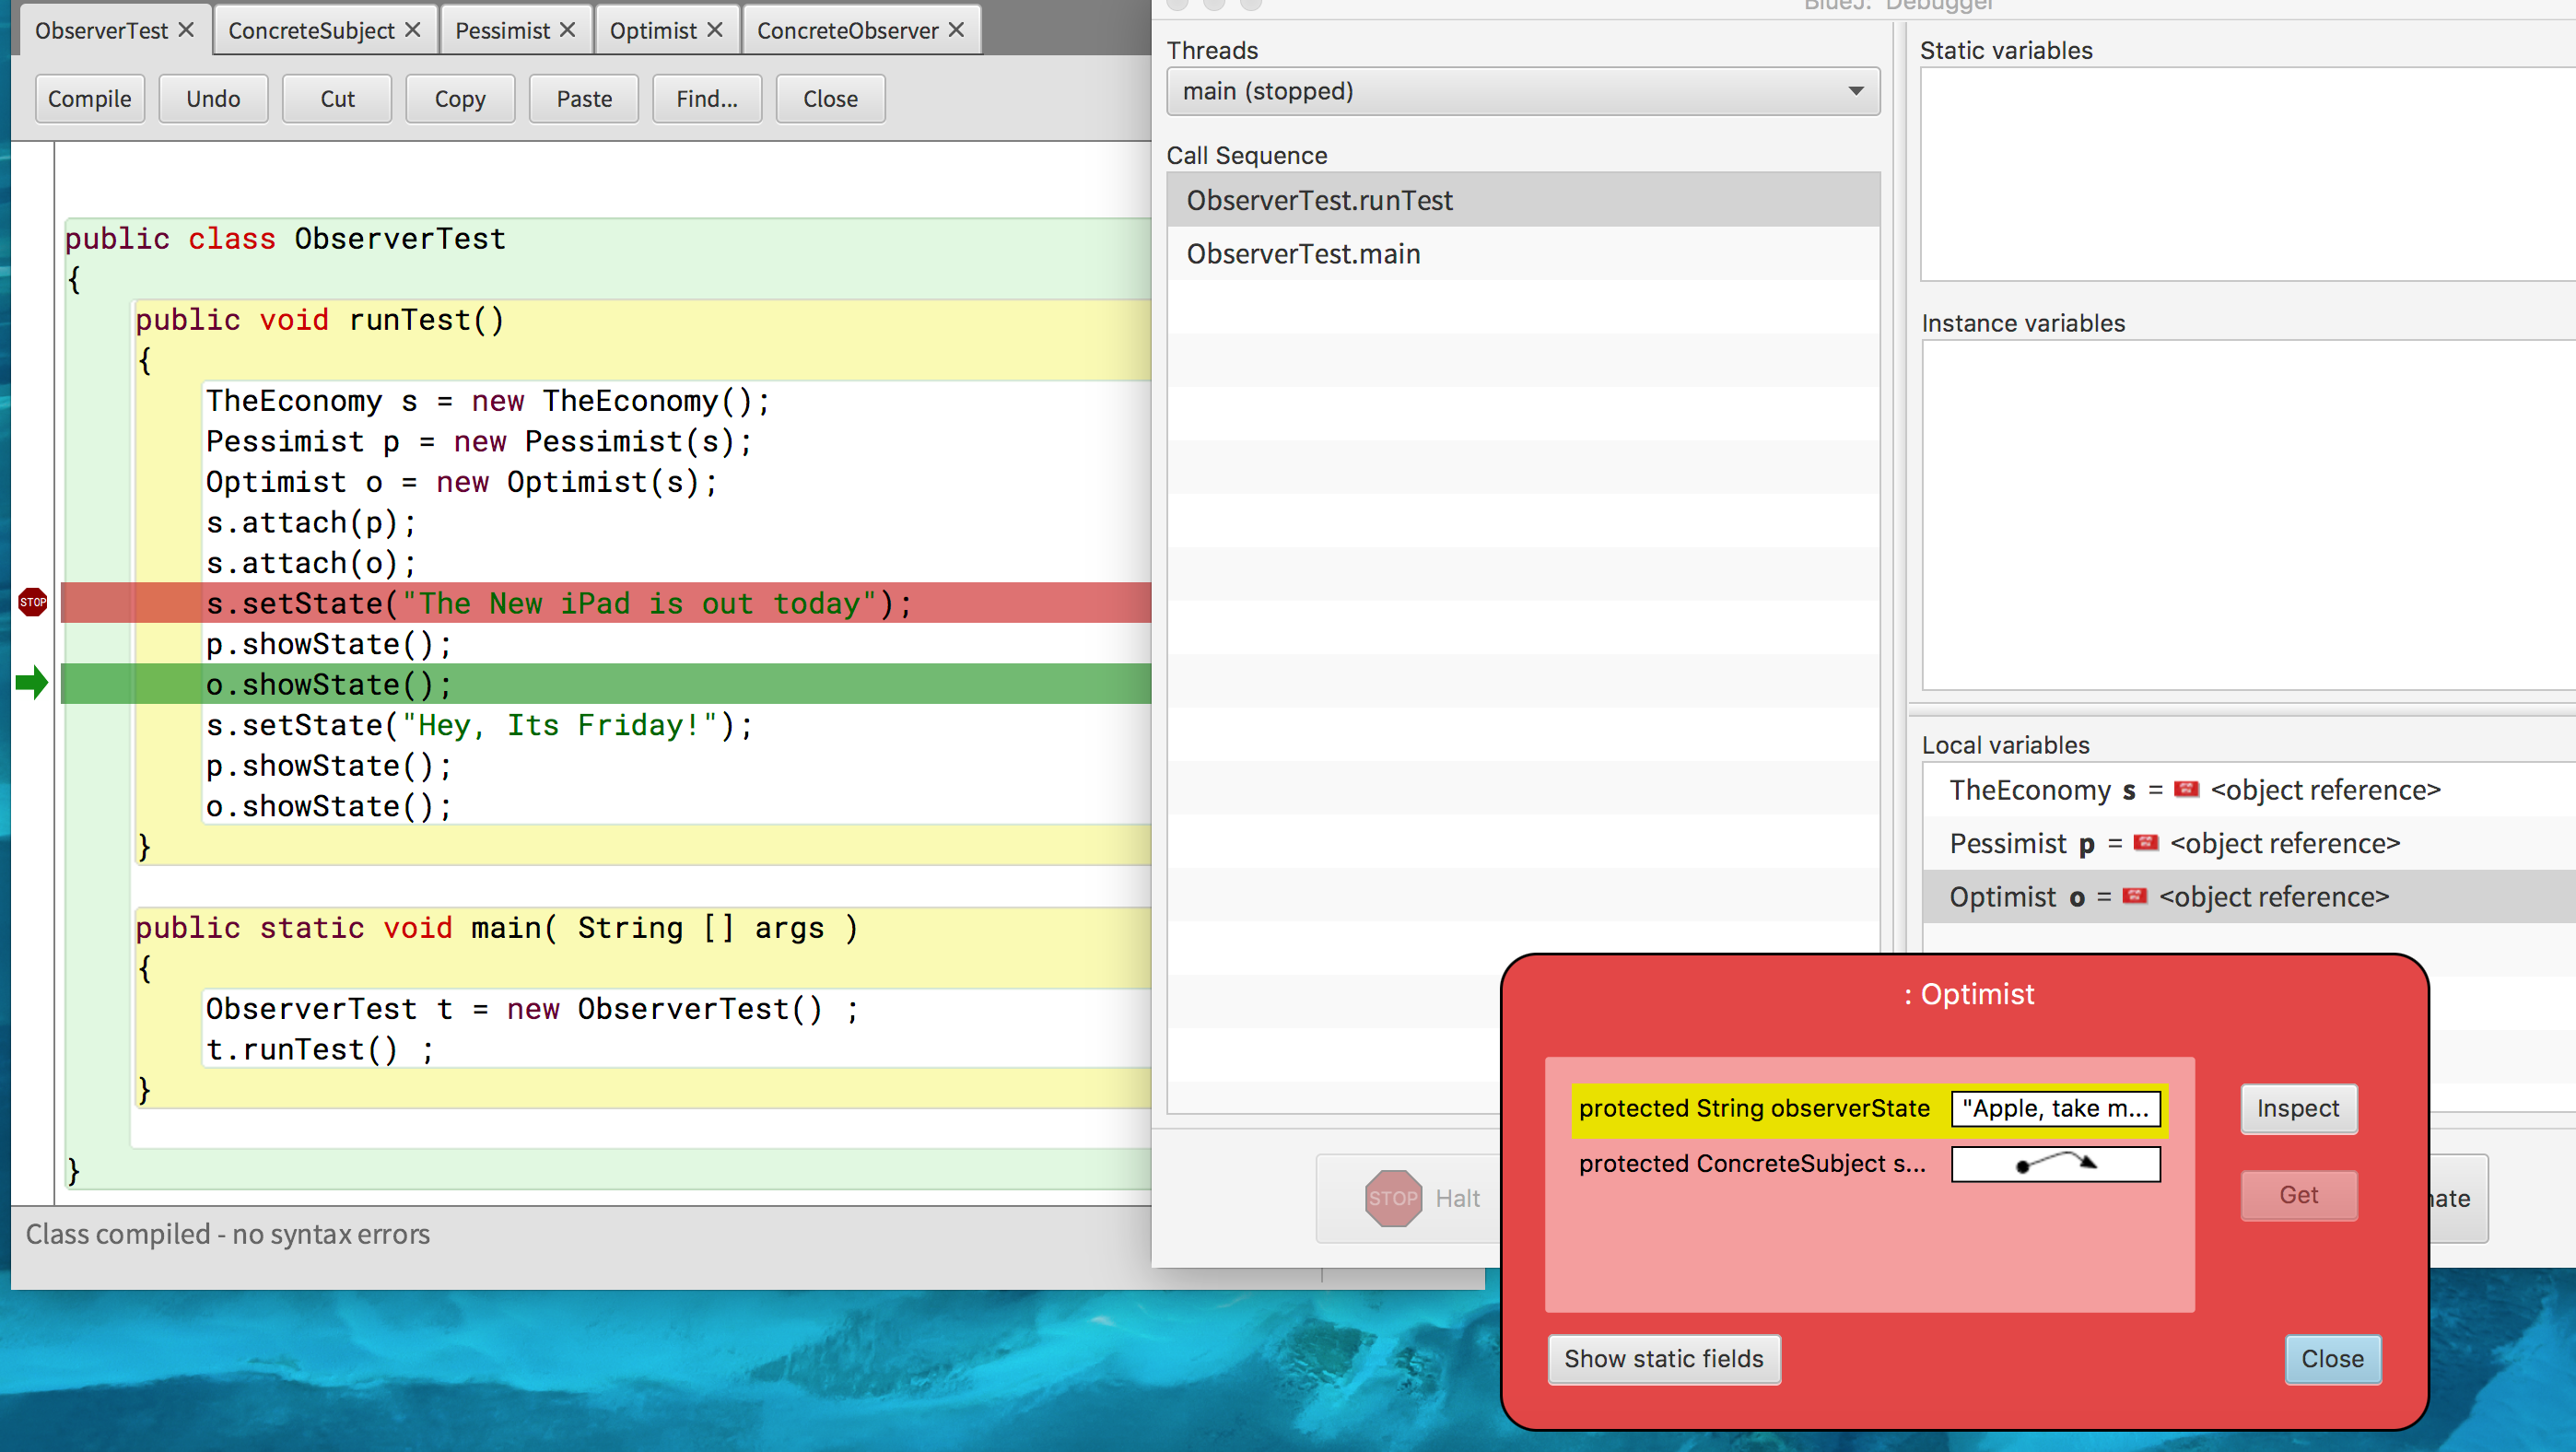 ObserverTest ConcreteSubject Pessimist Optimist ConcreteObserver
Compile Undo Cut Copy Paste Find... Close
public class ObserverTest
{
public void runTest()
{
TheEconomy s = new TheEconomy();
Pessimist p = new Pessimist(s);
Optimist o = new Optimist(s);
s.attach(p);
s.attach(o);
STOP s.setState("The New iPad is out today");
p.showState();
o.showState();
s.setState("Hey, Its Friday!");
p.showState();
o.showState();
}
public static void main( String [] args )
{
ObserverTest t = new ObserverTest() ;
t.runTest() ;
}
}
Class compiled - no syntax errors
BlueJ: Debugger
Threads
main (stopped)
Call Sequence
ObserverTest.runTest
ObserverTest.main
STOP Halt
Static variables
Instance variables
Local variables
TheEconomy s = <object reference>
Pessimist p = <object reference>
Optimist o = <object reference>
: Optimist
protected String observerState "Apple, take m...
protected ConcreteSubject s...
Inspect
Get
Show static fields
Close